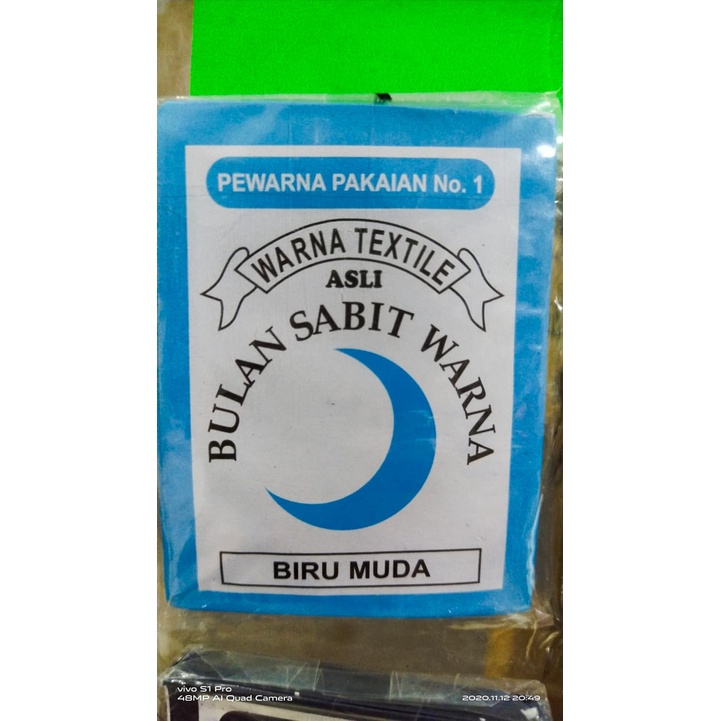 PEWARNA PAKAIAN No. 1
WARNA TEXTILE
ASLI
BULAN SABIT WARNA
BIRU MUDA
vivo S1 Pro
48MP AI Quad Camera
2020.11.12 20:49